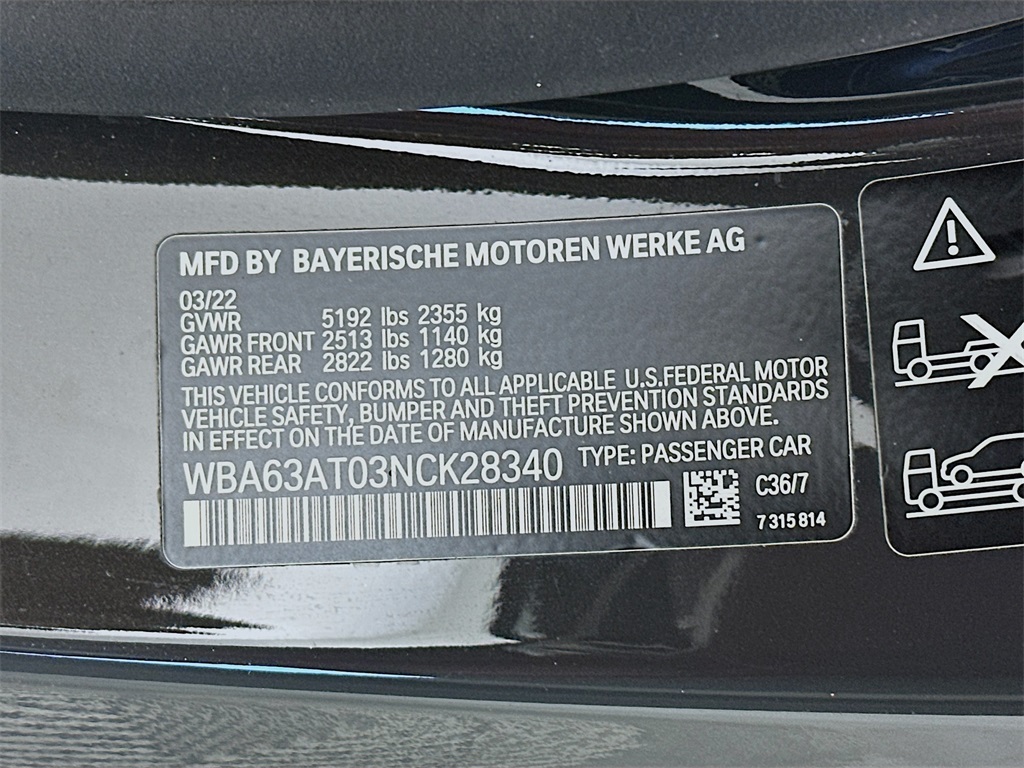 MFD BY BAYERISCHE MOTOREN WERKE AG
03/22
GVWR 5192 lbs 2355 kg
GAWR FRONT 2513 lbs 1140 kg
GAWR REAR 2822 lbs 1280 kg
THIS VEHICLE CONFORMS TO ALL APPLICABLE U.S.FEDERAL MOTOR
VEHICLE SAFETY, BUMPER AND THEFT PREVENTION STANDARDS
IN EFFECT ON THE DATE OF MANUFACTURE SHOWN ABOVE.
WBA63AT03NCK28340 TYPE: PASSENGER CAR
C36/7
7 315 814